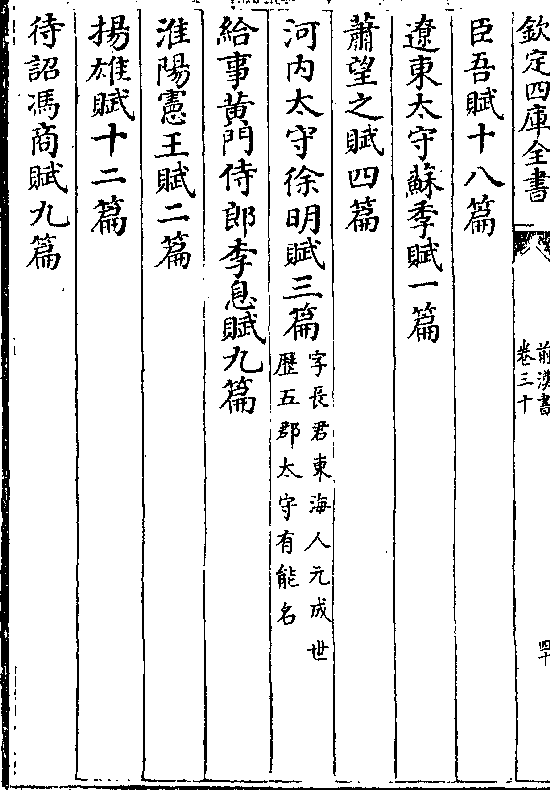 欽定四庫全書
前漢書
卷三十
四十
臣吾賦十八篇
遼東太守蘇季賦一篇
蕭望之賦四篇
河內太守徐明賦三篇
字長君東海人元成世
歷五郡太守有能名
給事黃門侍郎李息賦九篇
淮陽憲王賦二篇
揚雄賦十二篇
待詔馮商賦九篇